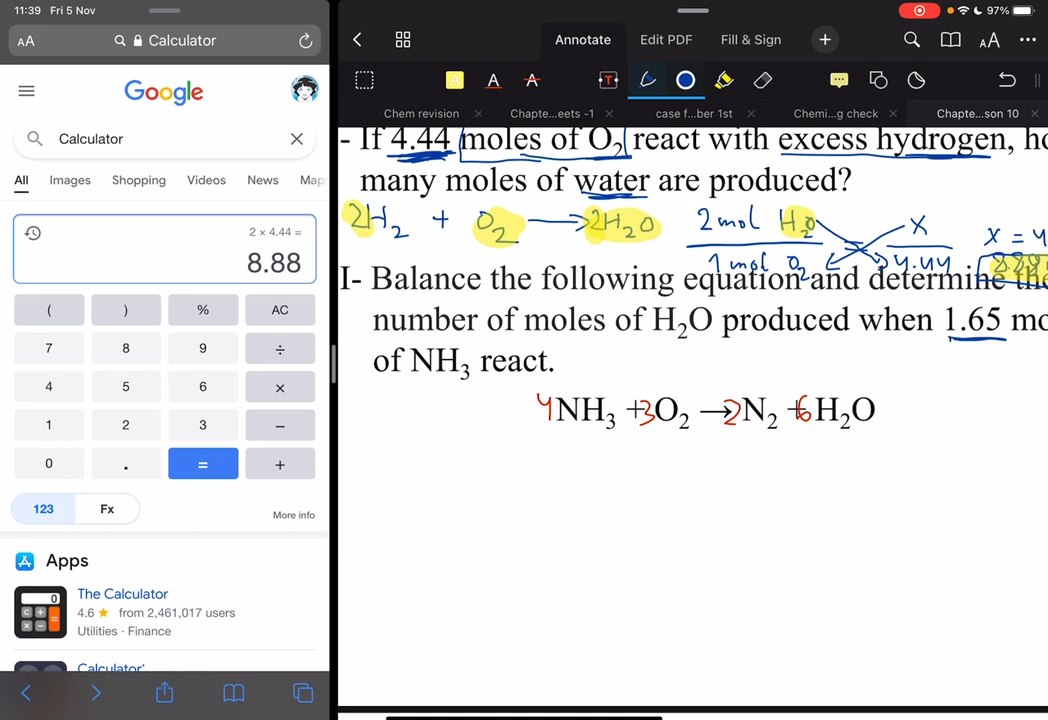 11:39 Fri 5 Nov
97%
AA Calculator
Annotate Edit PDF Fill & Sign + AA
Google
Calculator
All Images Shopping Videos News Map
2 × 4.44 =
8.88
( ) % AC
7 8 9 ÷
4 5 6 ×
1 2 3 −
0 . = +
123 Fx
More info
Apps
The Calculator
4.6 ★ from 2,461,017 users
Utilities · Finance
Calculator'
T A A T
Chem revision × Chapte...eets -1 × case f...ber 1st × Chemi...g check × Chapte...son 10 ×
- If 4.44 moles of O₂ react with excess hydrogen, ho
many moles of water are produced?
2H₂ + O₂ → 2H₂O
2 mol H₂O X
1 mol O₂ 4.44
X = 4
I- Balance the following equation and determine the
number of moles of H₂O produced when 1.65 mo
of NH₃ react.
4NH₃ + 3O₂ → 2N₂ + 6H₂O